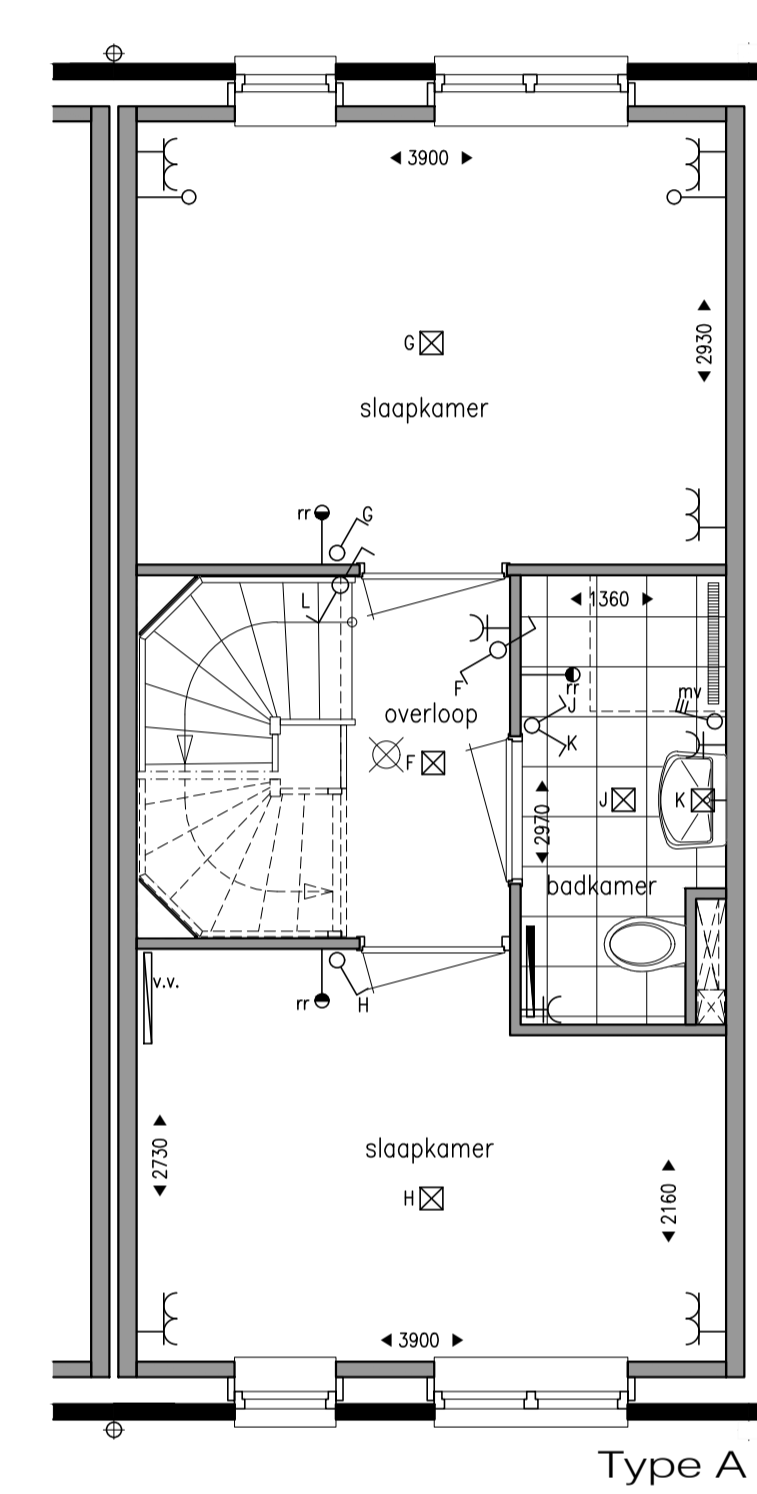 3900
2930
G
slaapkamer
rr
G
L
1360
F
rr
mv
J
overloop
K
F
J
K
2970
badkamer
v.v.
rr
H
2730
slaapkamer
2160
H
3900
Type A